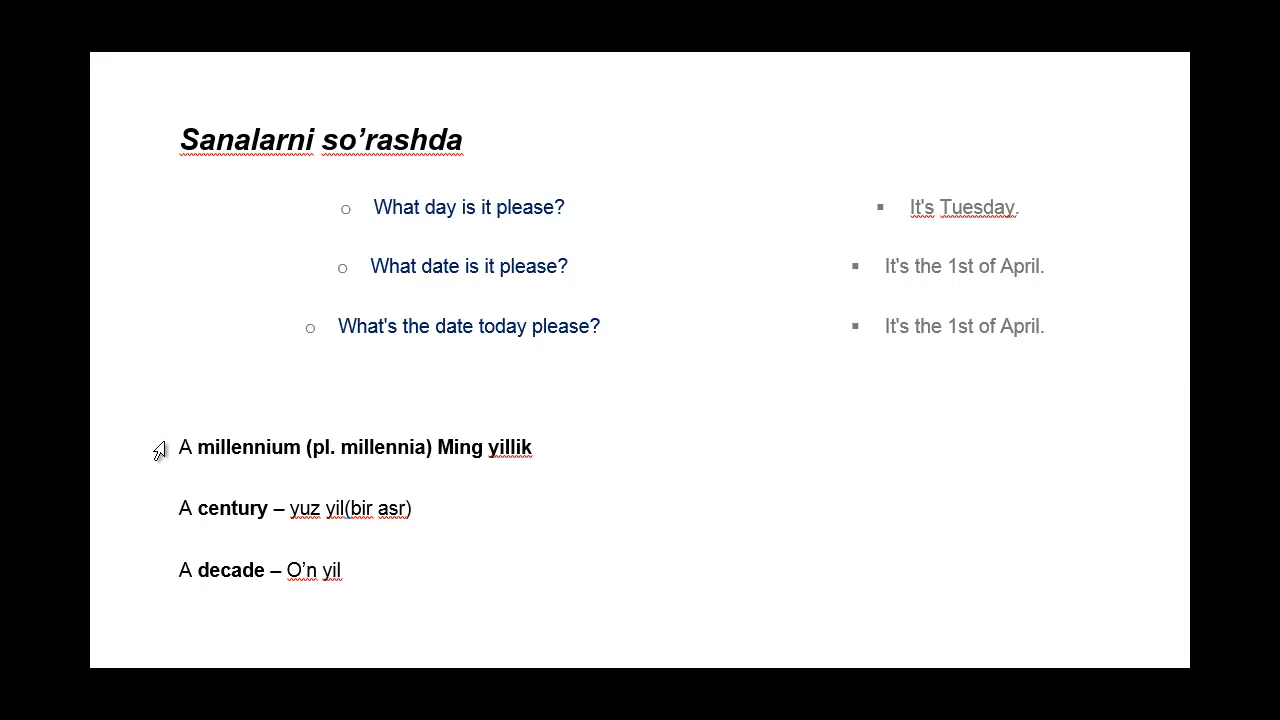 Sanalarni so’rashda
o What day is it please? ▪ It's Tuesday.
o What date is it please? ▪ It's the 1st of April.
o What's the date today please? ▪ It's the 1st of April.
A millennium (pl. millennia) Ming yillik
A century – yuz yil(bir asr)
A decade – O’n yil